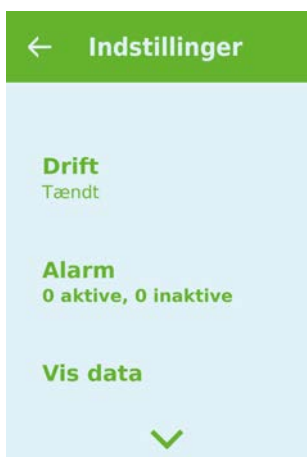 Indstillinger
Drift
Tændt
Alarm
0 aktive, 0 inaktive
Vis data